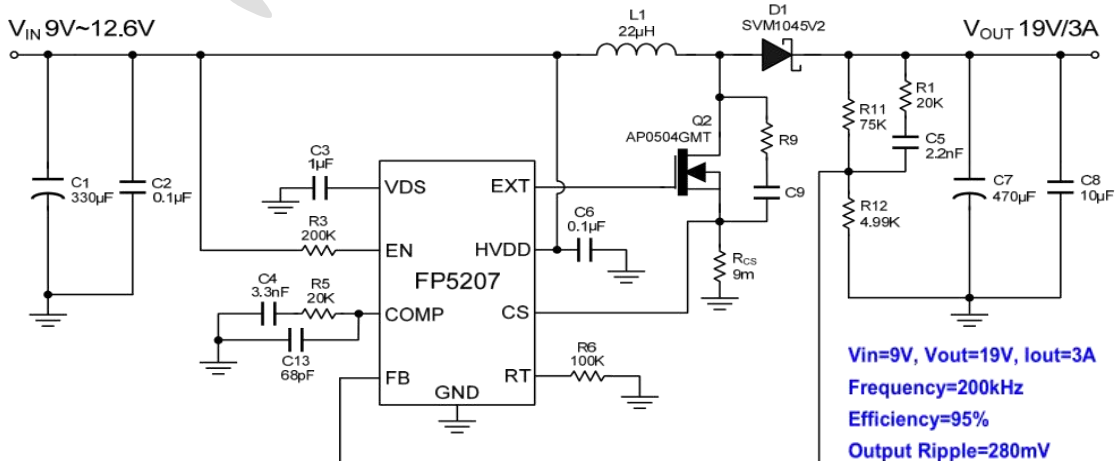 V_IN 9V~12.6V
L1
22µH
D1
SVM1045V2
V_OUT 19V/3A
C1
330µF
C2
0.1µF
C3
1µF
R3
200K
C4
3.3nF
R5
20K
C13
68pF
VDS
EN
COMP
FB
FP5207
GND
EXT
HVDD
CS
RT
Q2
AP0504GMT
R9
C9
C6
0.1µF
R_CS
9m
R6
100K
R11
75K
R1
20K
C5
2.2nF
R12
4.99K
C7
470µF
C8
10µF
Vin=9V, Vout=19V, Iout=3A
Frequency=200kHz
Efficiency=95%
Output Ripple=280mV